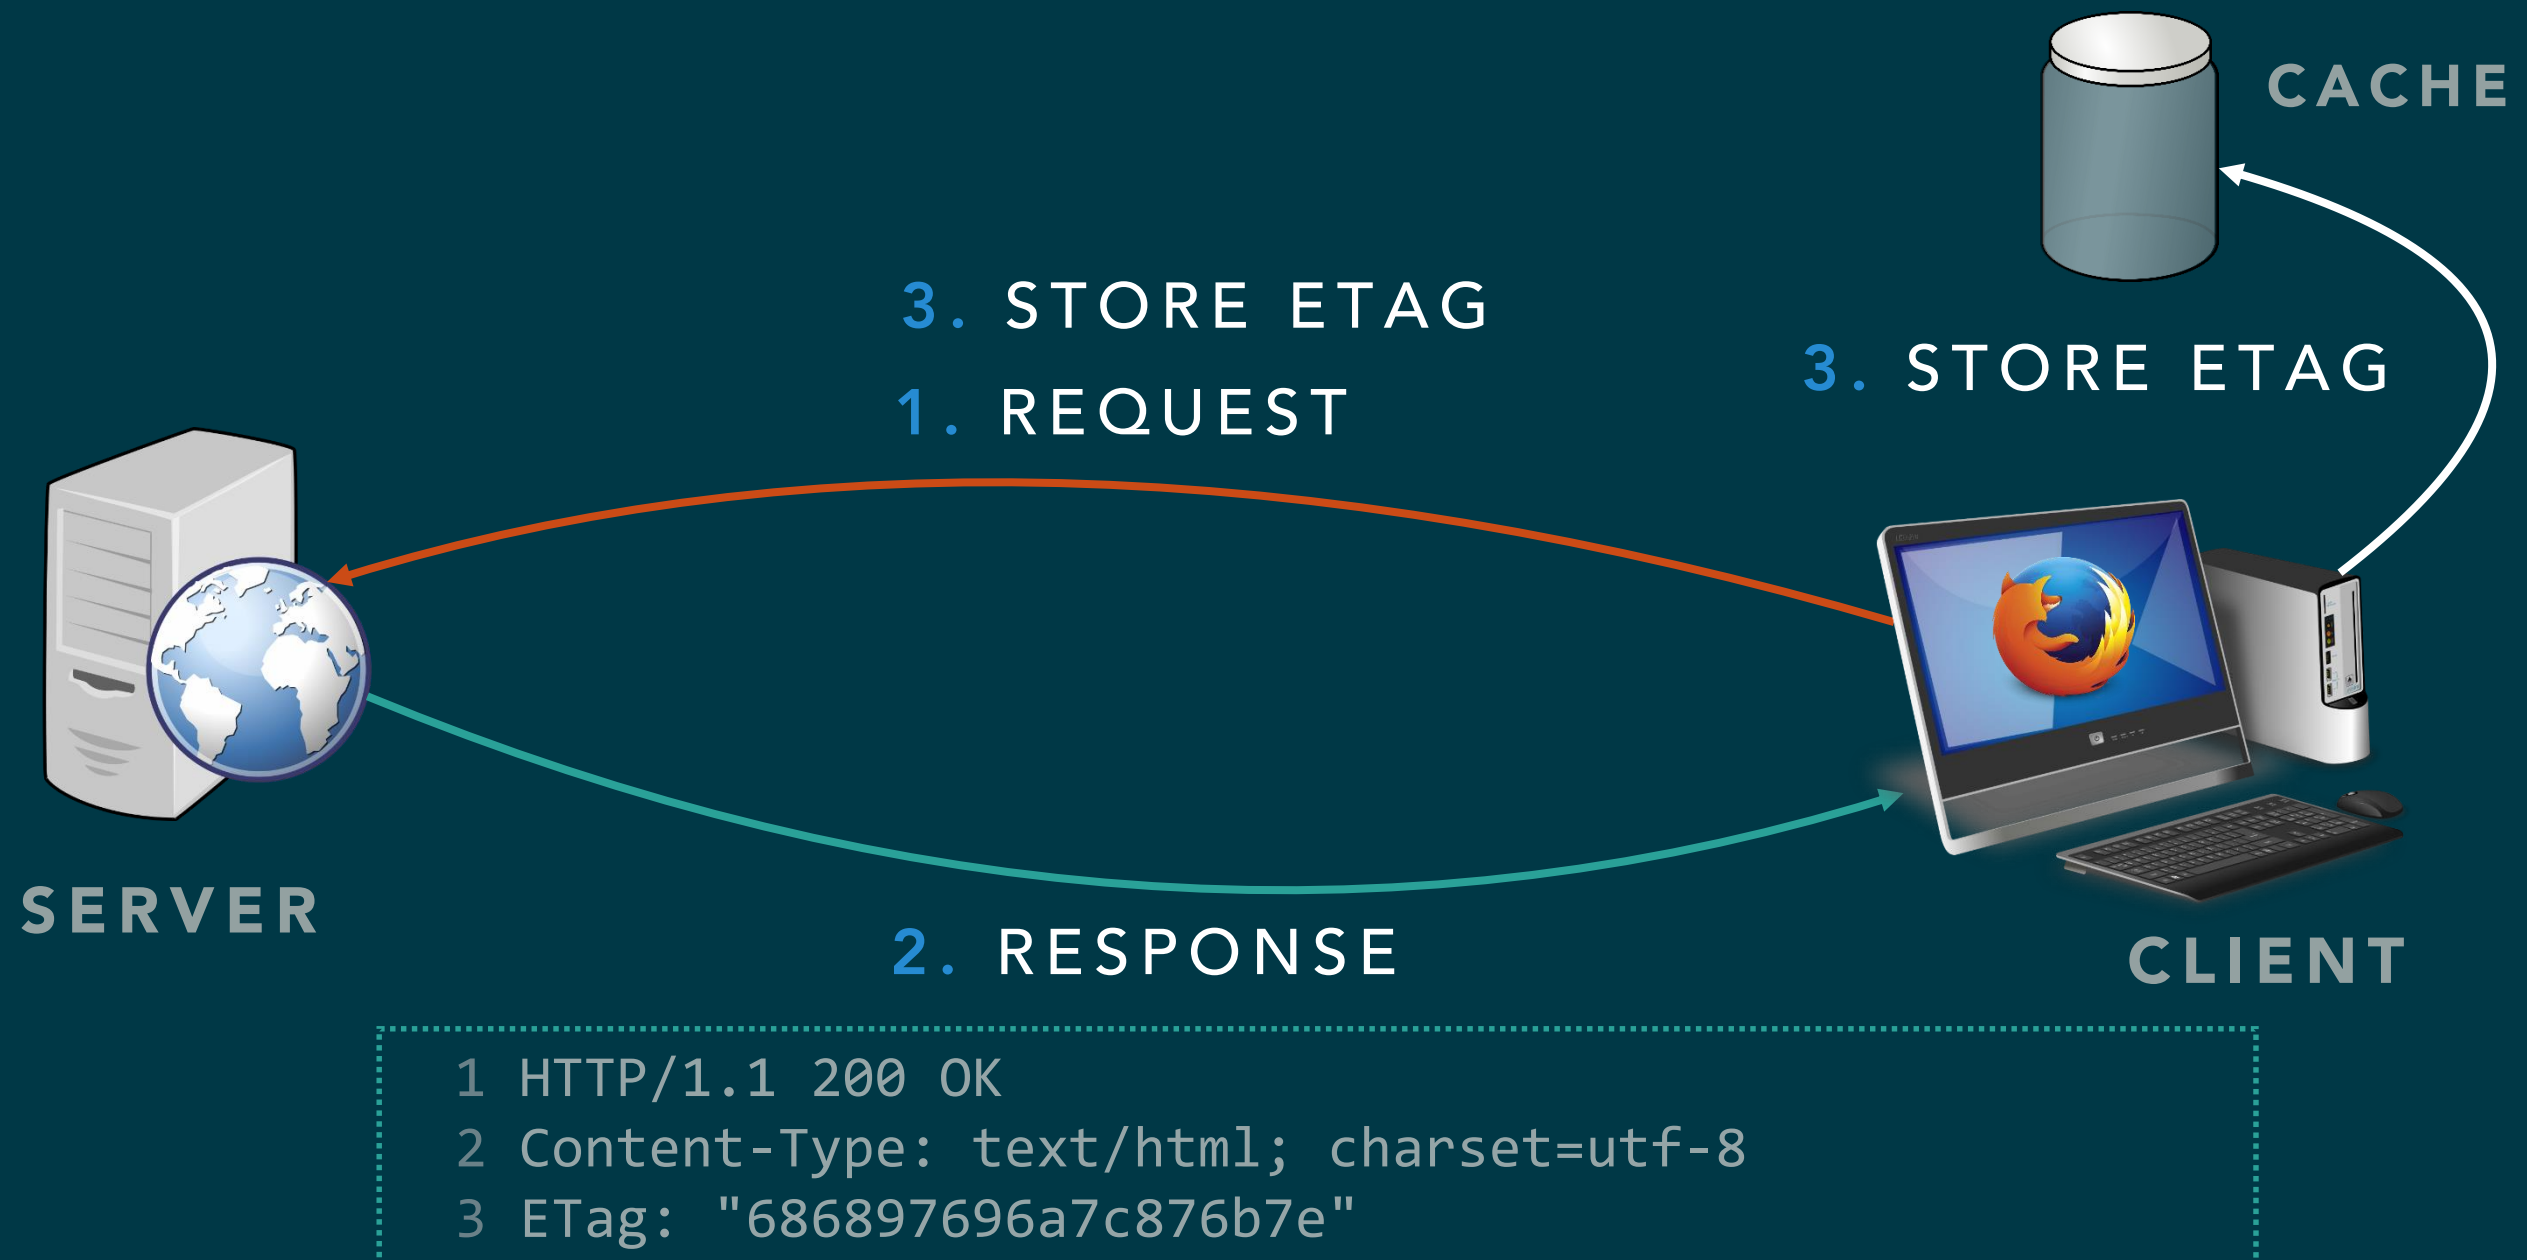 CACHE
3. STORE ETAG
3. STORE ETAG
1. REQUEST
SERVER
2. RESPONSE
CLIENT
1 HTTP/1.1 200 OK
2 Content-Type: text/html; charset=utf-8
3 ETag: "686897696a7c876b7e"